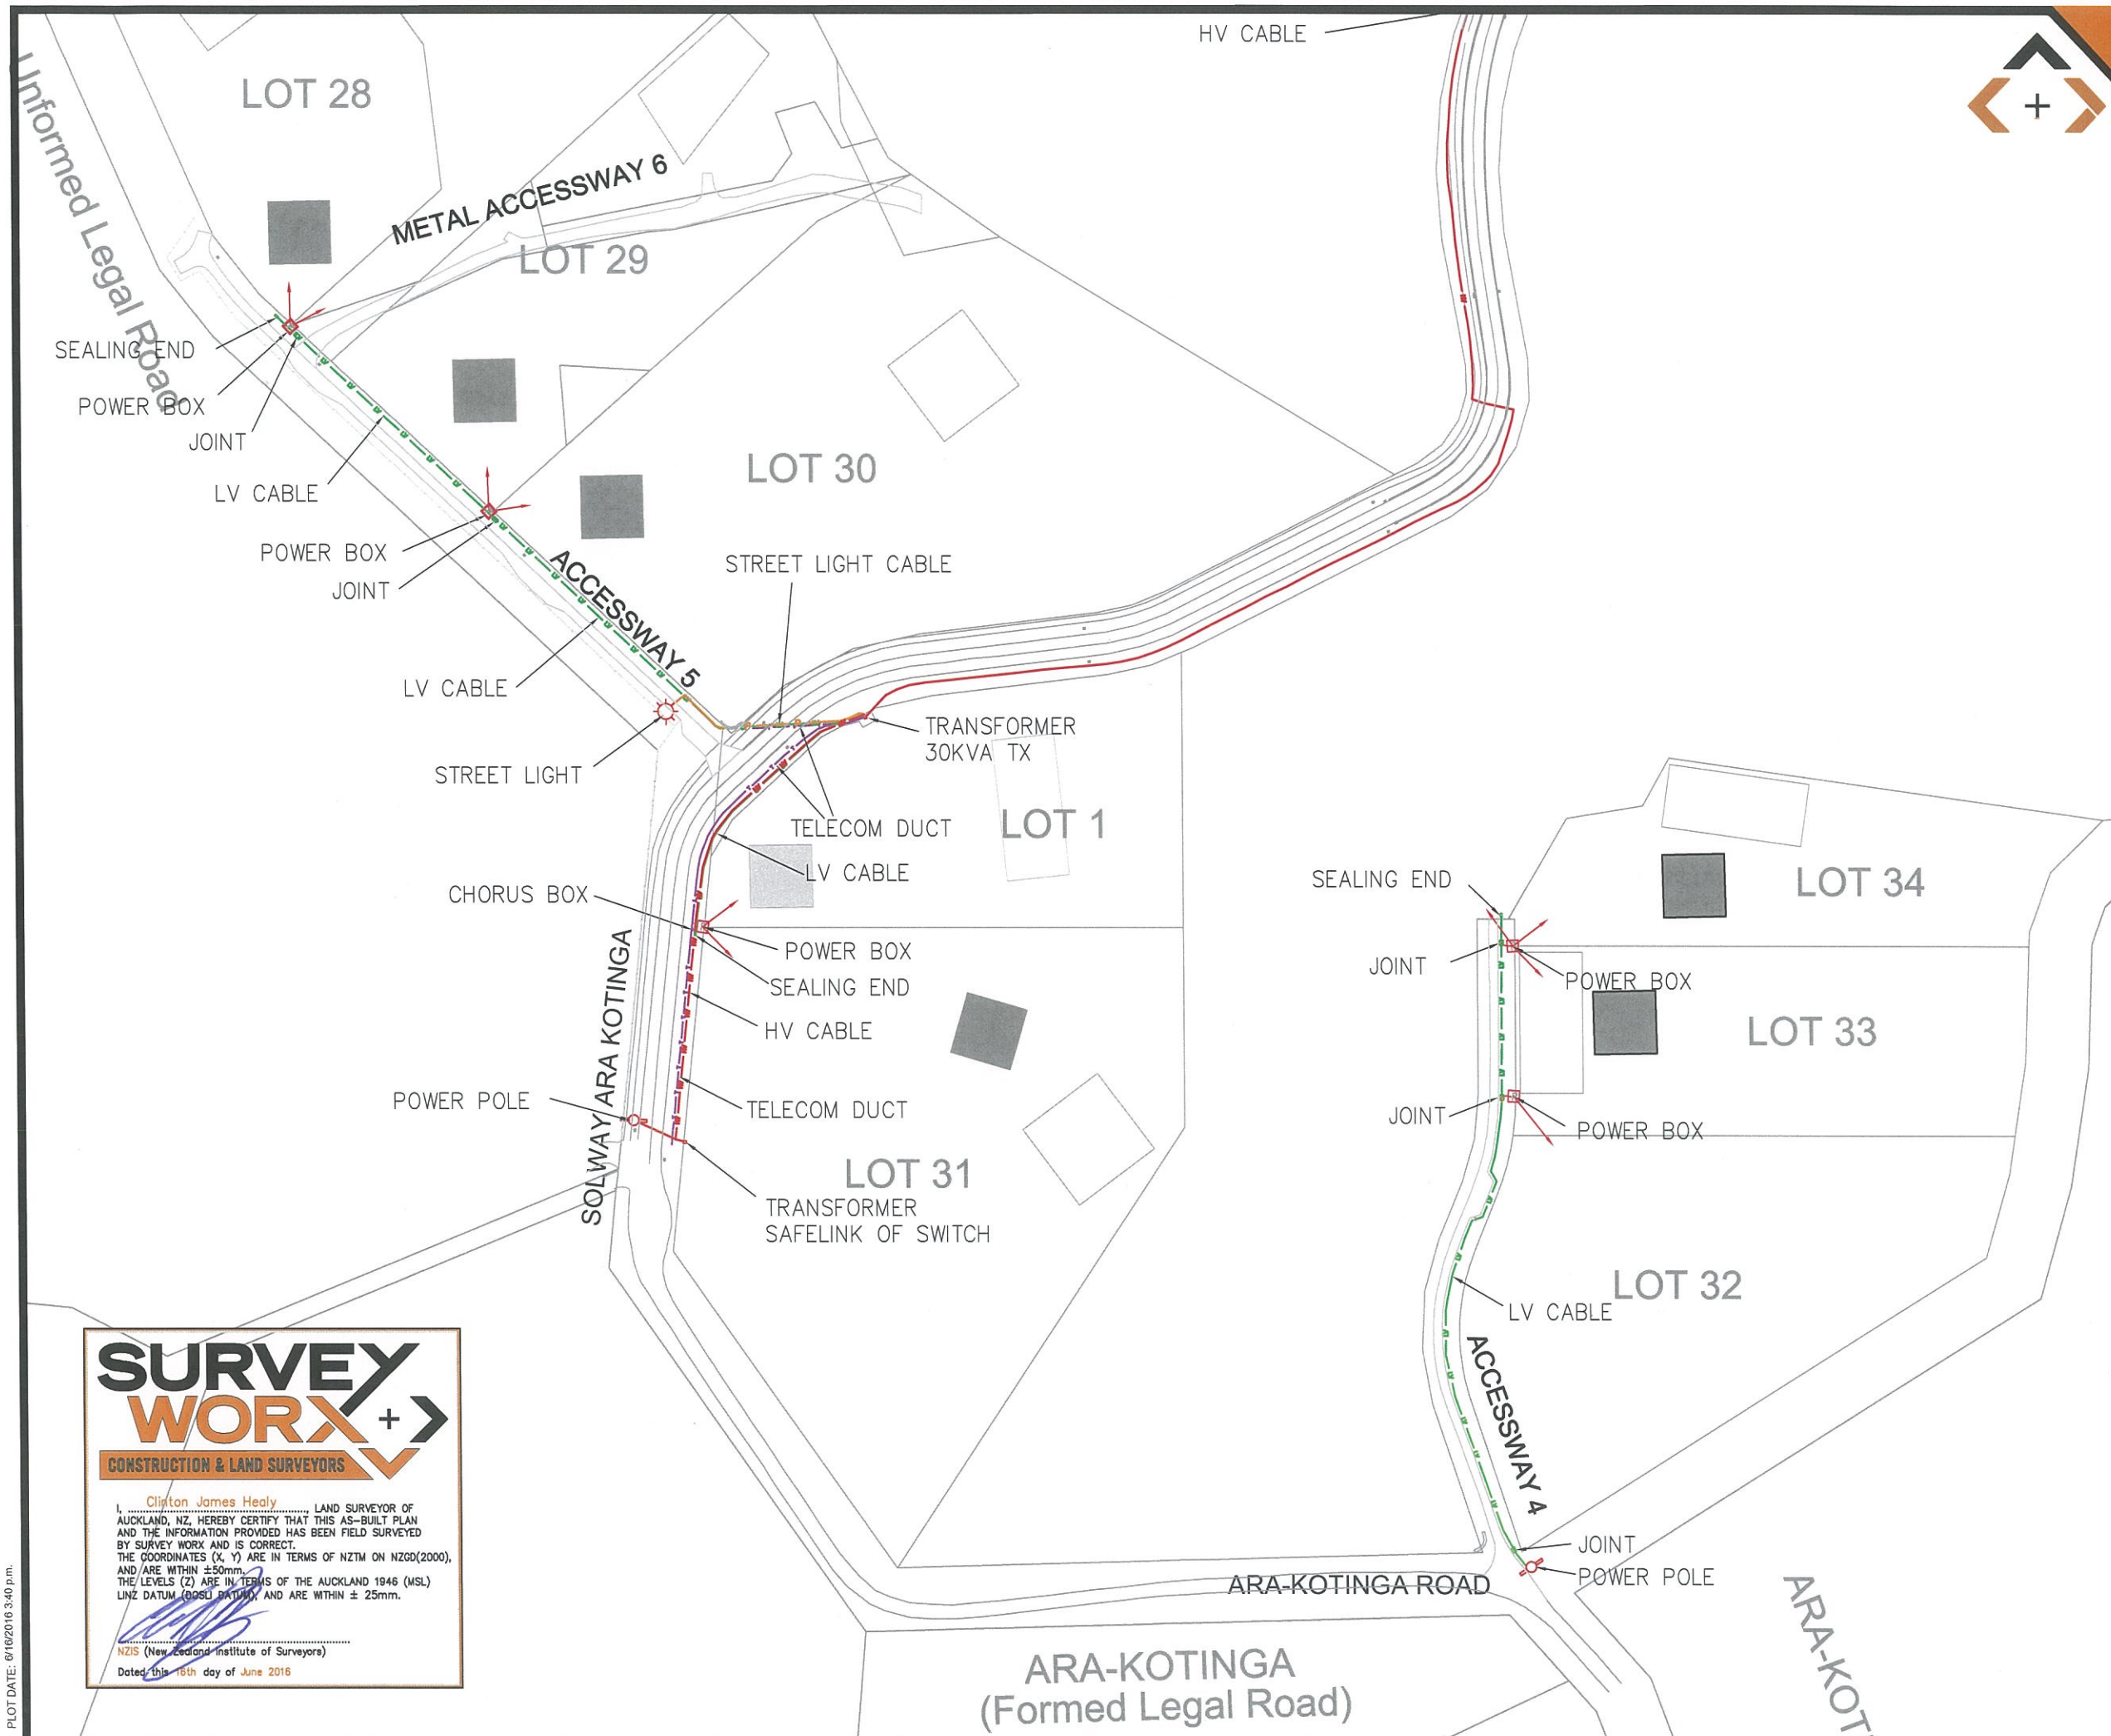 HV CABLE
LOT 28
Unformed Legal Road
METAL ACCESSWAY 6
LOT 29
SEALING END
POWER BOX
JOINT
LV CABLE
LOT 30
POWER BOX
JOINT
ACCESSWAY 5
STREET LIGHT CABLE
LV CABLE
STREET LIGHT
TRANSFORMER
30KVA TX
TELECOM DUCT
LOT 1
LV CABLE
CHORUS BOX
POWER BOX
SEALING END
HV CABLE
SOLWAY ARA KOTINGA
POWER POLE
TELECOM DUCT
LOT 31
TRANSFORMER
SAFELINK OF SWITCH
SEALING END
LOT 34
JOINT
POWER BOX
LOT 33
JOINT
POWER BOX
LOT 32
LV CABLE
ACCESSWAY 4
JOINT
POWER POLE
ARA-KOTINGA ROAD
ARA-KOTINGA
(Formed Legal Road)
ARA-KOT
SURVEY
WORX
CONSTRUCTION & LAND SURVEYORS
I, Clinton James Healy, LAND SURVEYOR OF
AUCKLAND, NZ, HEREBY CERTIFY THAT THIS AS-BUILT PLAN
AND THE INFORMATION PROVIDED HAS BEEN FIELD SURVEYED
BY SURVEY WORX AND IS CORRECT.
THE COORDINATES (X, Y) ARE IN TERMS OF NZTM ON NZGD(2000),
AND ARE WITHIN ±50mm.
THE LEVELS (Z) ARE IN TERMS OF THE AUCKLAND 1946 (MSL)
LINZ DATUM (DOSLI DATUM), AND ARE WITHIN ± 25mm.
NZIS (New Zealand Institute of Surveyors)
Dated this 16th day of June 2016
PLOT DATE: 6/16/2016 3:40 p.m.